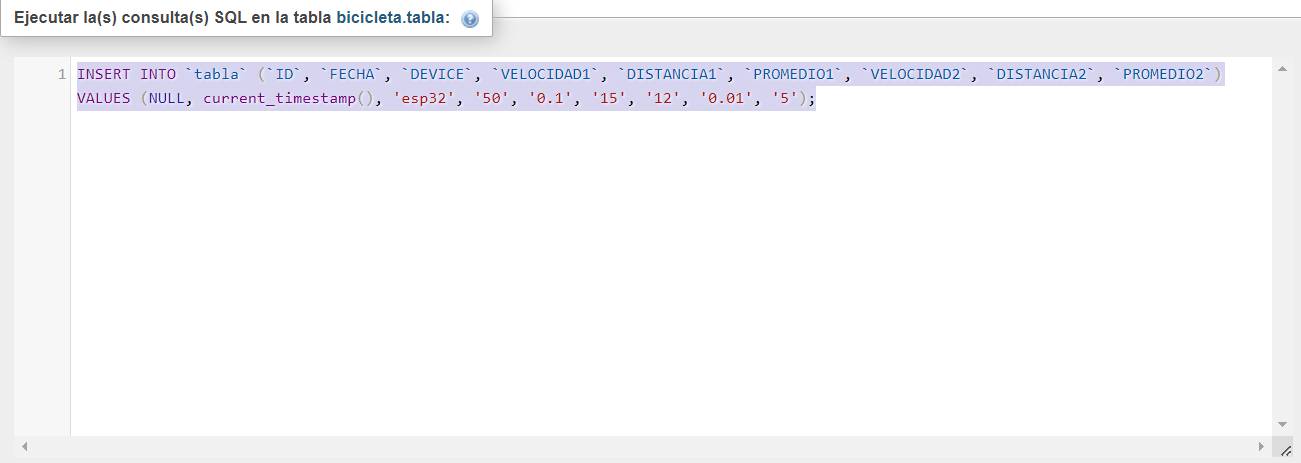 Ejecutar la(s) consulta(s) SQL en la tabla bicicleta.tabla:
1 INSERT INTO `tabla` (`ID`, `FECHA`, `DEVICE`, `VELOCIDAD1`, `DISTANCIA1`, `PROMEDIO1`, `VELOCIDAD2`, `DISTANCIA2`, `PROMEDIO2`)
VALUES (NULL, current_timestamp(), 'esp32', '50', '0.1', '15', '12', '0.01', '5');